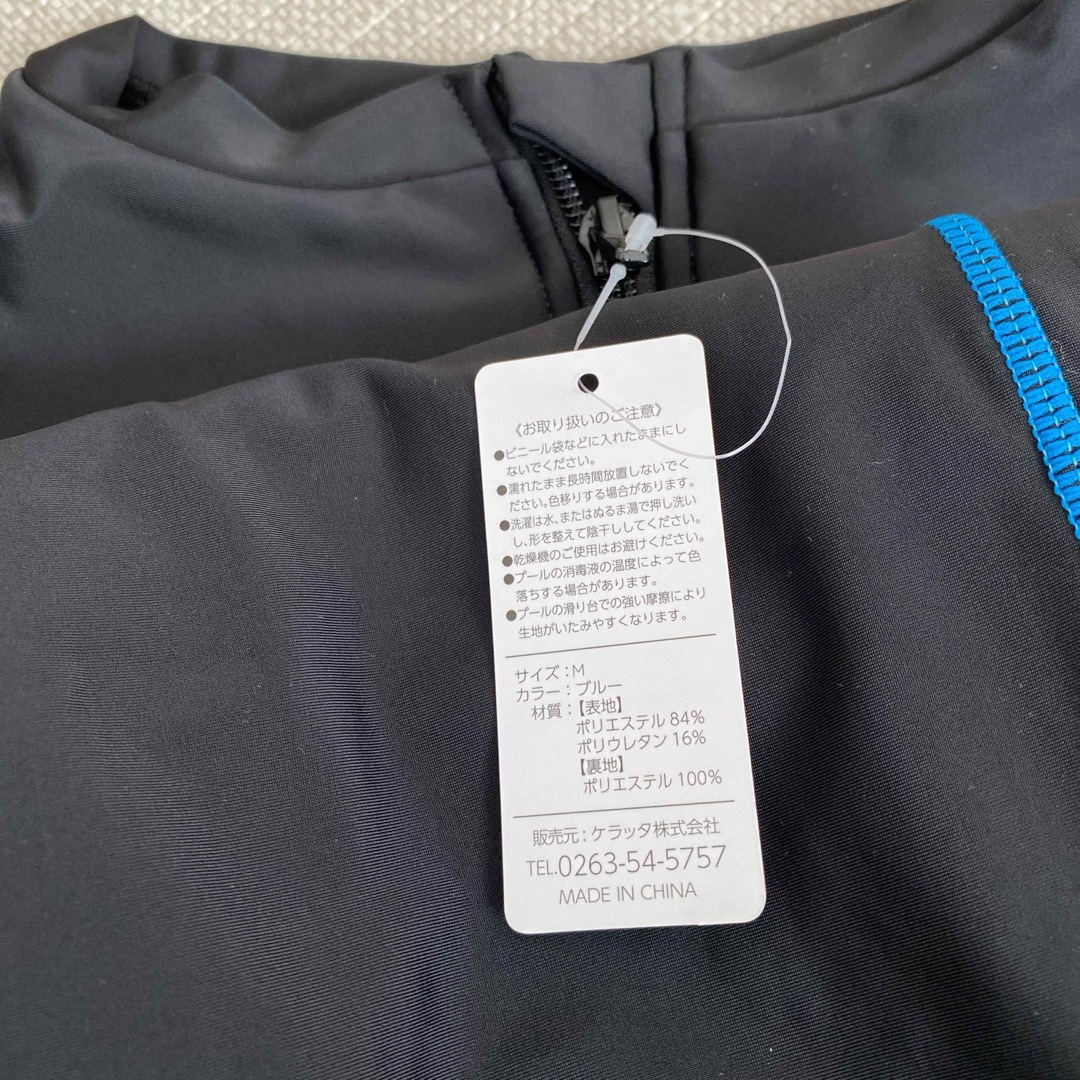 《お取り扱いのご注意》
●ビニール袋などに入れたままにし
ないでください。
●濡れたまま長時間放置しないでく
ださい。色移りする場合があります。
●洗濯は水、またはぬるま湯で押し洗い
し、形を整えて陰干ししてください。
●乾燥機のご使用はお避けください。
●プールの消毒液の温度によって色
落ちする場合があります。
●プールの滑り台での強い摩擦により
生地がいたみやすくなります。
サイズ：M
カラー：ブルー
材質：【表地】
ポリエステル 84%
ポリウレタン 16%
【裏地】
ポリエステル 100%
販売元：ケラッタ株式会社
TEL.0263-54-5757
MADE IN CHINA